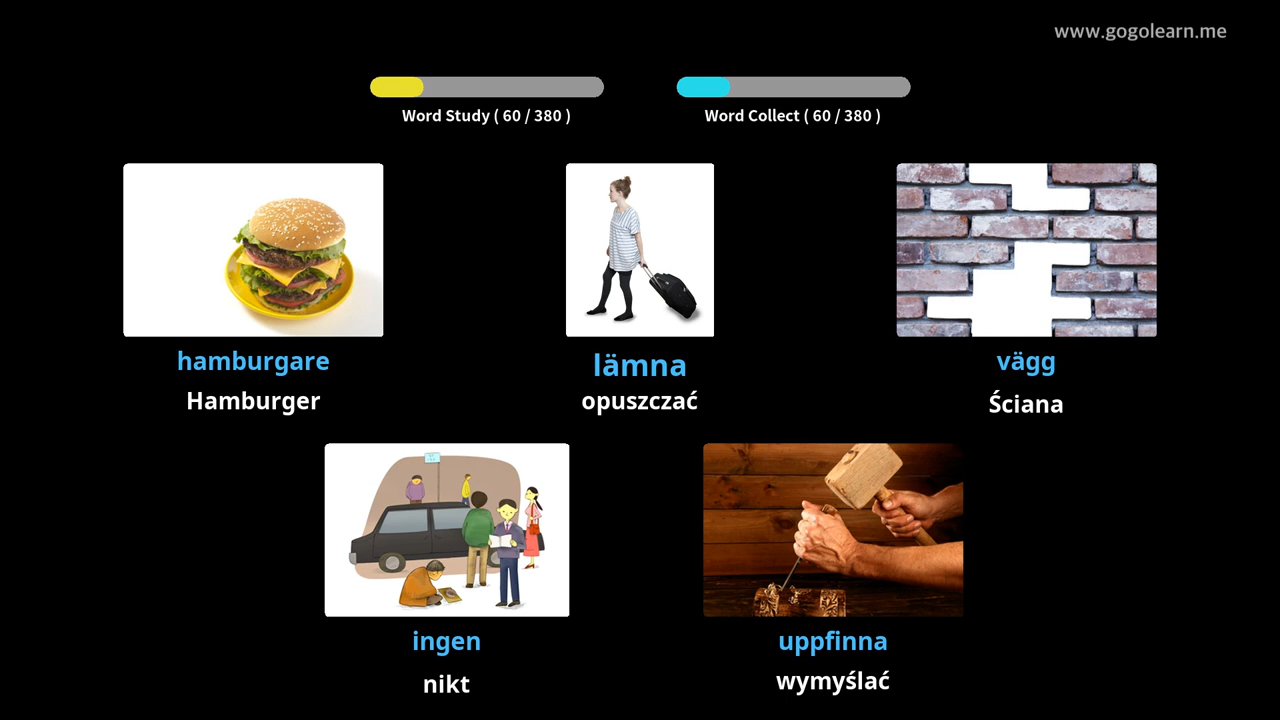 www.gogolearn.me
Word Study ( 60 / 380 )
Word Collect ( 60 / 380 )
hamburgare
Hamburger
lämna
opuszczać
vägg
Ściana
ingen
nikt
uppfinna
wymyślać